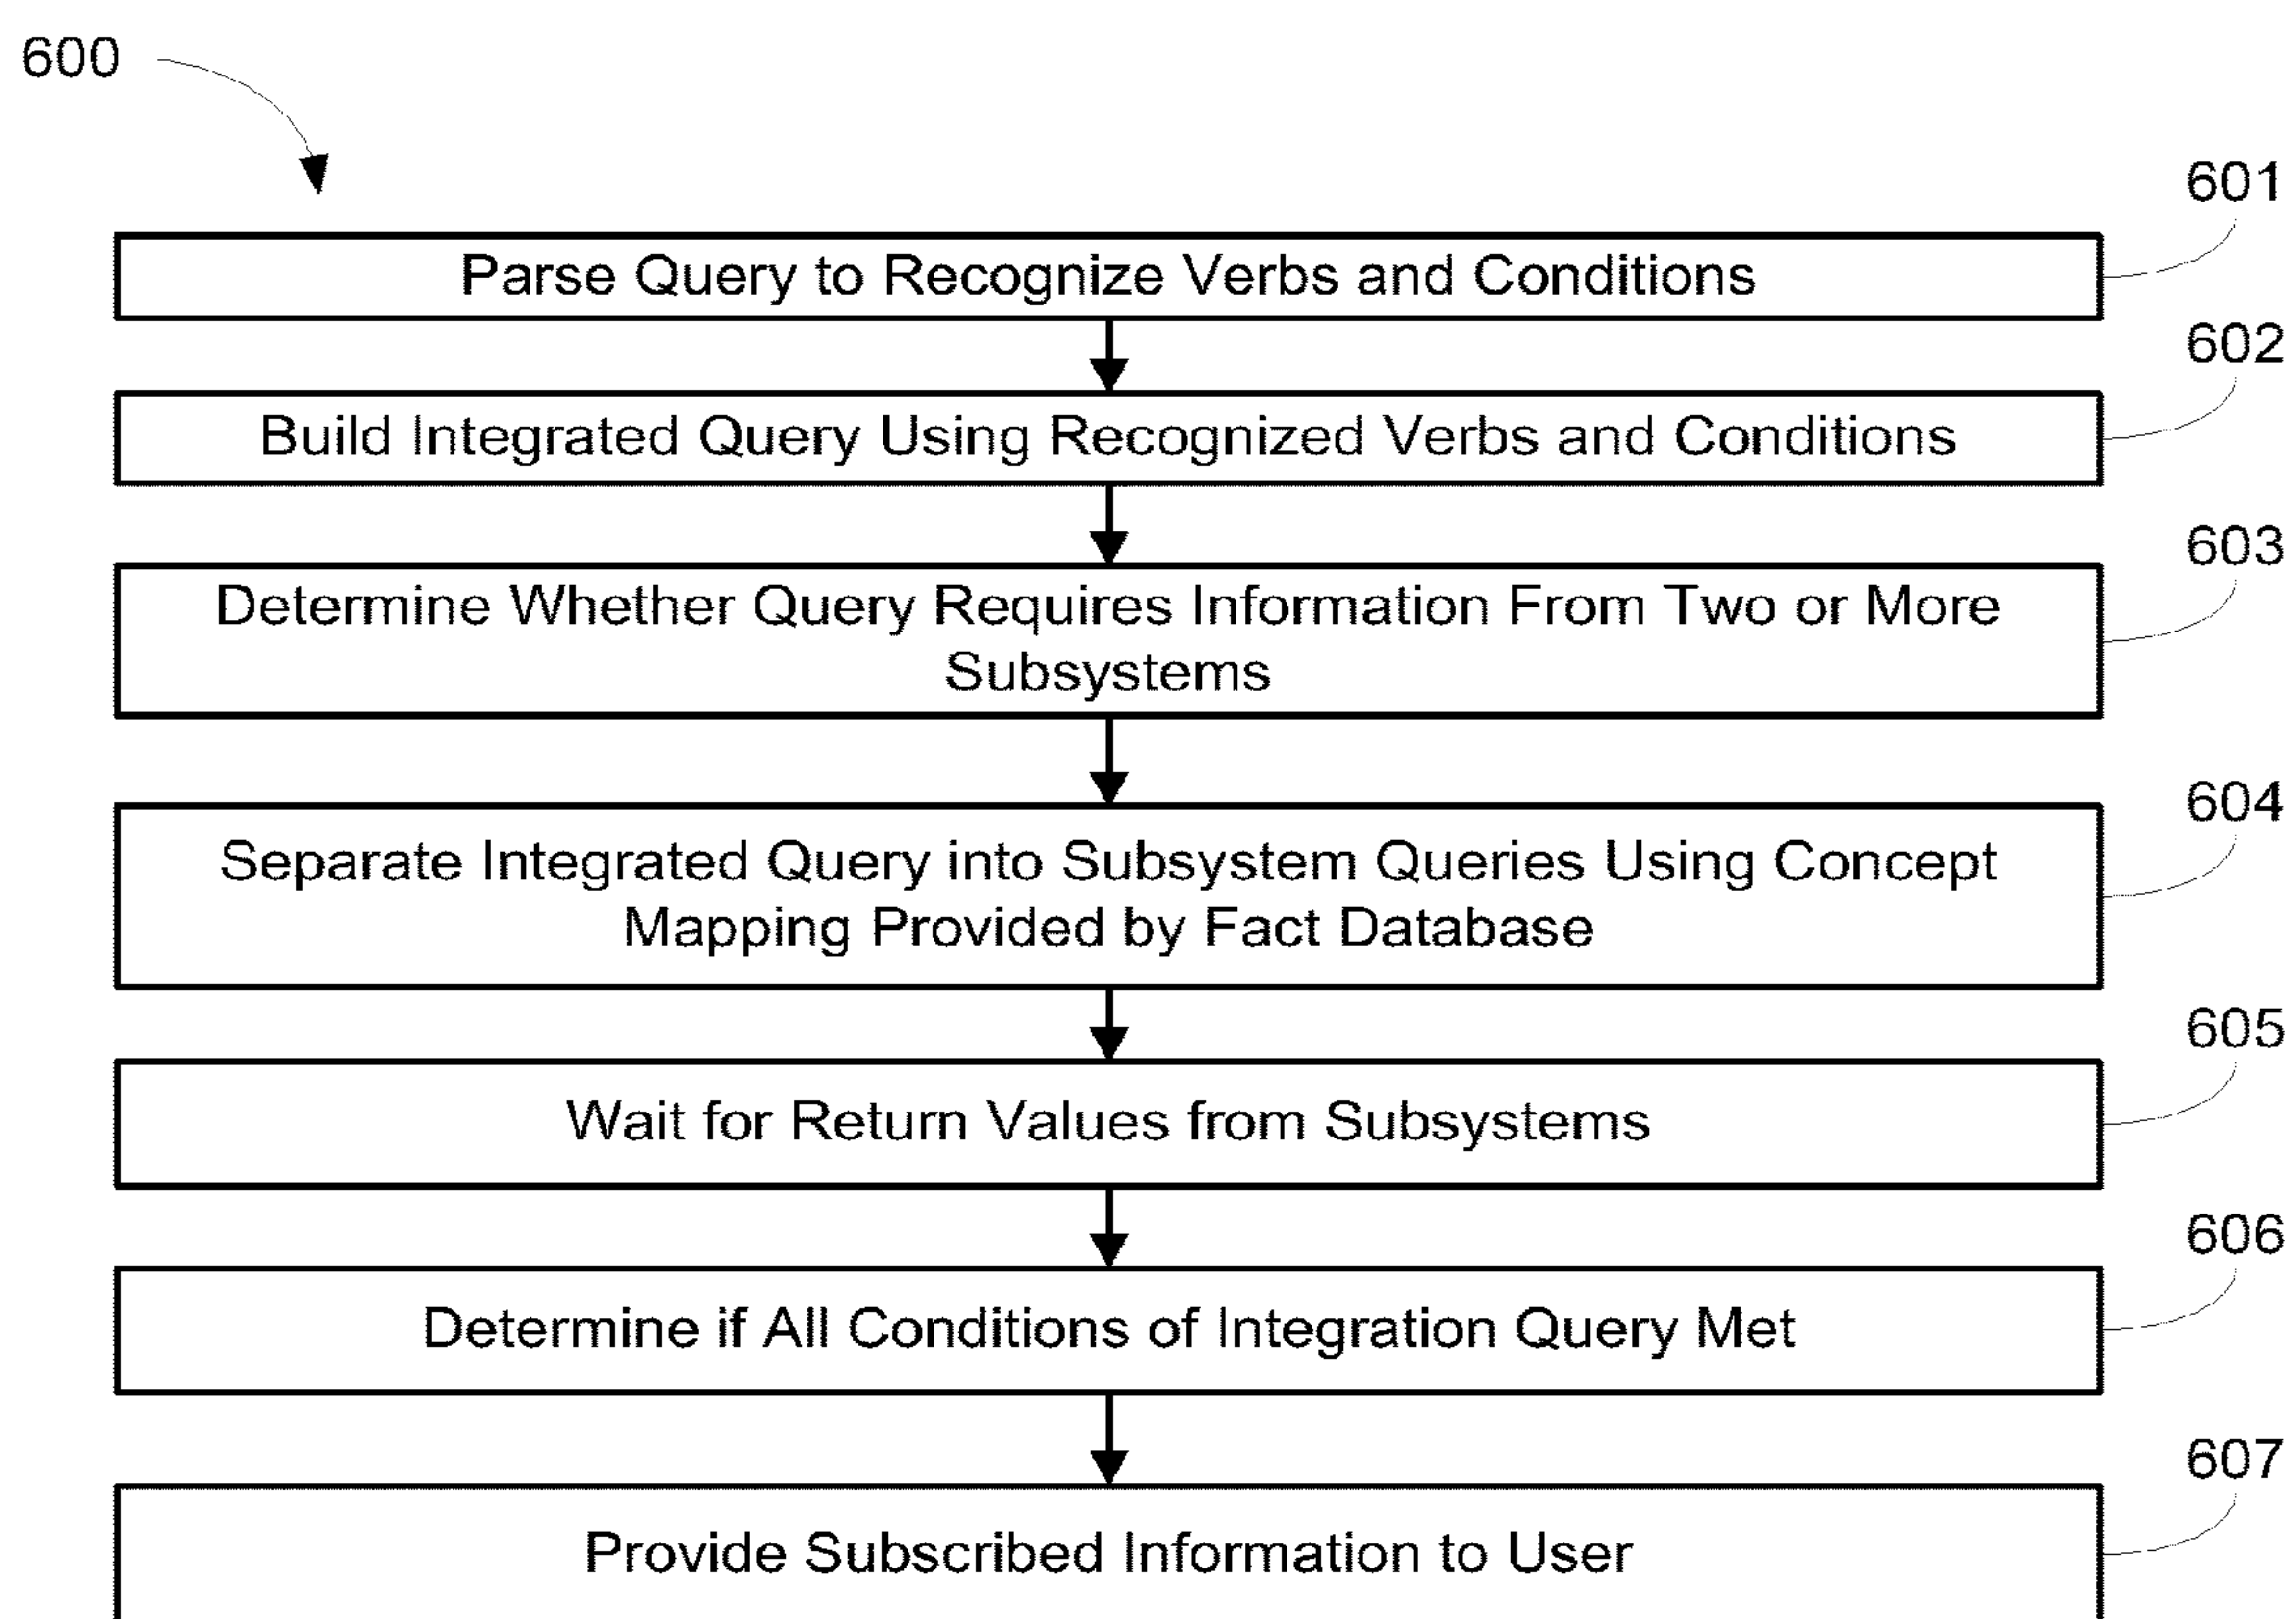 600
601
Parse Query to Recognize Verbs and Conditions
602
Build Integrated Query Using Recognized Verbs and Conditions
603
Determine Whether Query Requires Information From Two or More
Subsystems
604
Separate Integrated Query into Subsystem Queries Using Concept
Mapping Provided by Fact Database
605
Wait for Return Values from Subsystems
606
Determine if All Conditions of Integration Query Met
607
Provide Subscribed Information to User